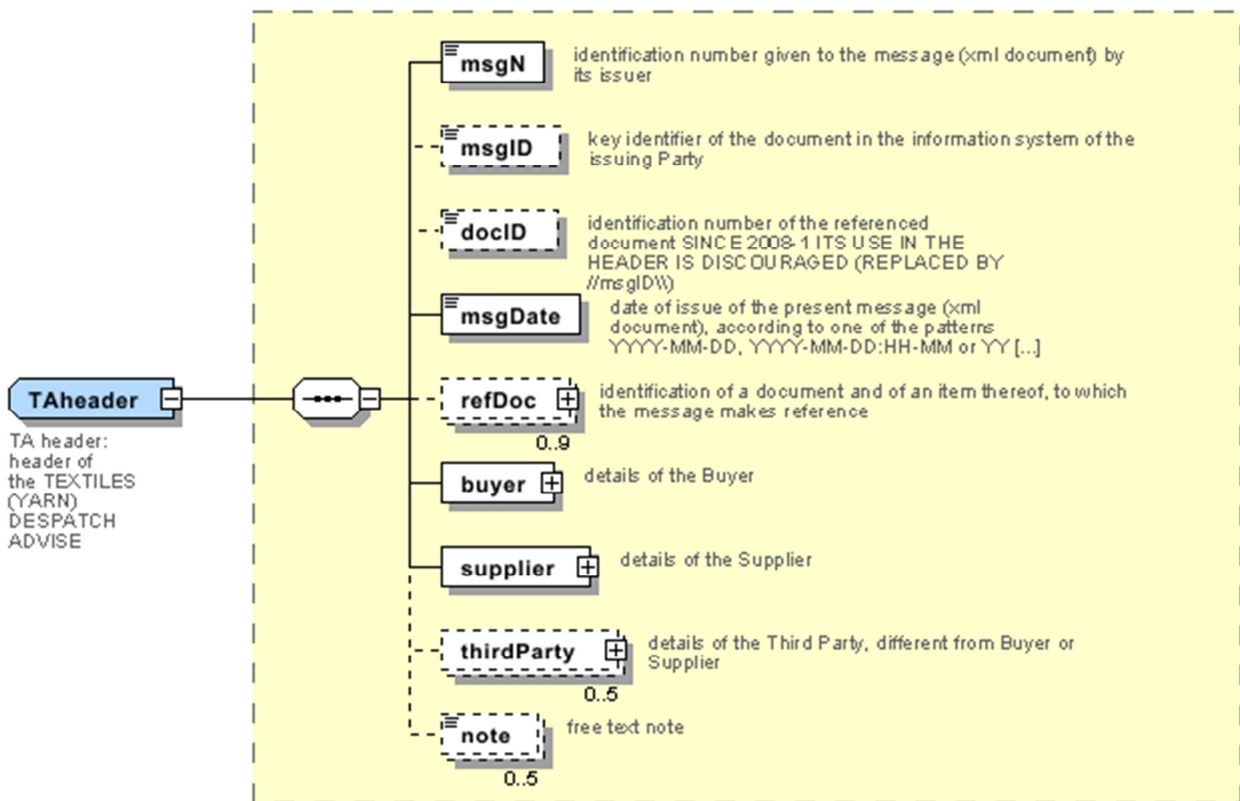 msgN
identification number given to the message (xml document) by
its issuer
msgID
key identifier of the document in the information system of the
issuing Party
docID
identification number of the referenced
document SINCE 2008-1 ITS USE IN THE
HEADER IS DISCOURAGED (REPLACED BY
//msgID\\)
msgDate
date of issue of the present message (xml
document), according to one of the patterns
YYYY-MM-DD, YYYY-MM-DD:HH-MM or YY [...]
TAheader
TA header:
header of
the TEXTILES
(YARN)
DESPATCH
ADVISE
refDoc
identification of a document and of an item thereof, to which
the message makes reference
0..9
buyer
details of the Buyer
supplier
details of the Supplier
thirdParty
details of the Third Party, different from Buyer or
Supplier
0..5
note
free text note
0..5